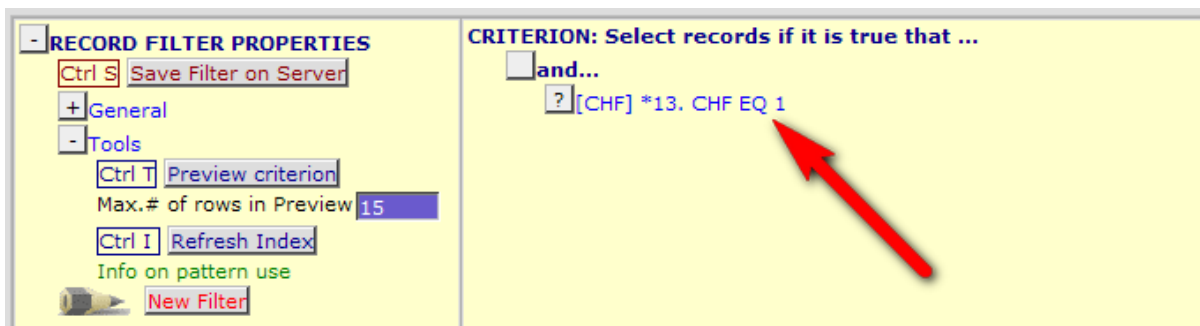 - RECORD FILTER PROPERTIES
Ctrl S Save Filter on Server
+ General
- Tools
Ctrl T Preview criterion
Max.# of rows in Preview 15
Ctrl I Refresh Index
Info on pattern use
New Filter
CRITERION: Select records if it is true that ...
and...
? [CHF] *13. CHF EQ 1